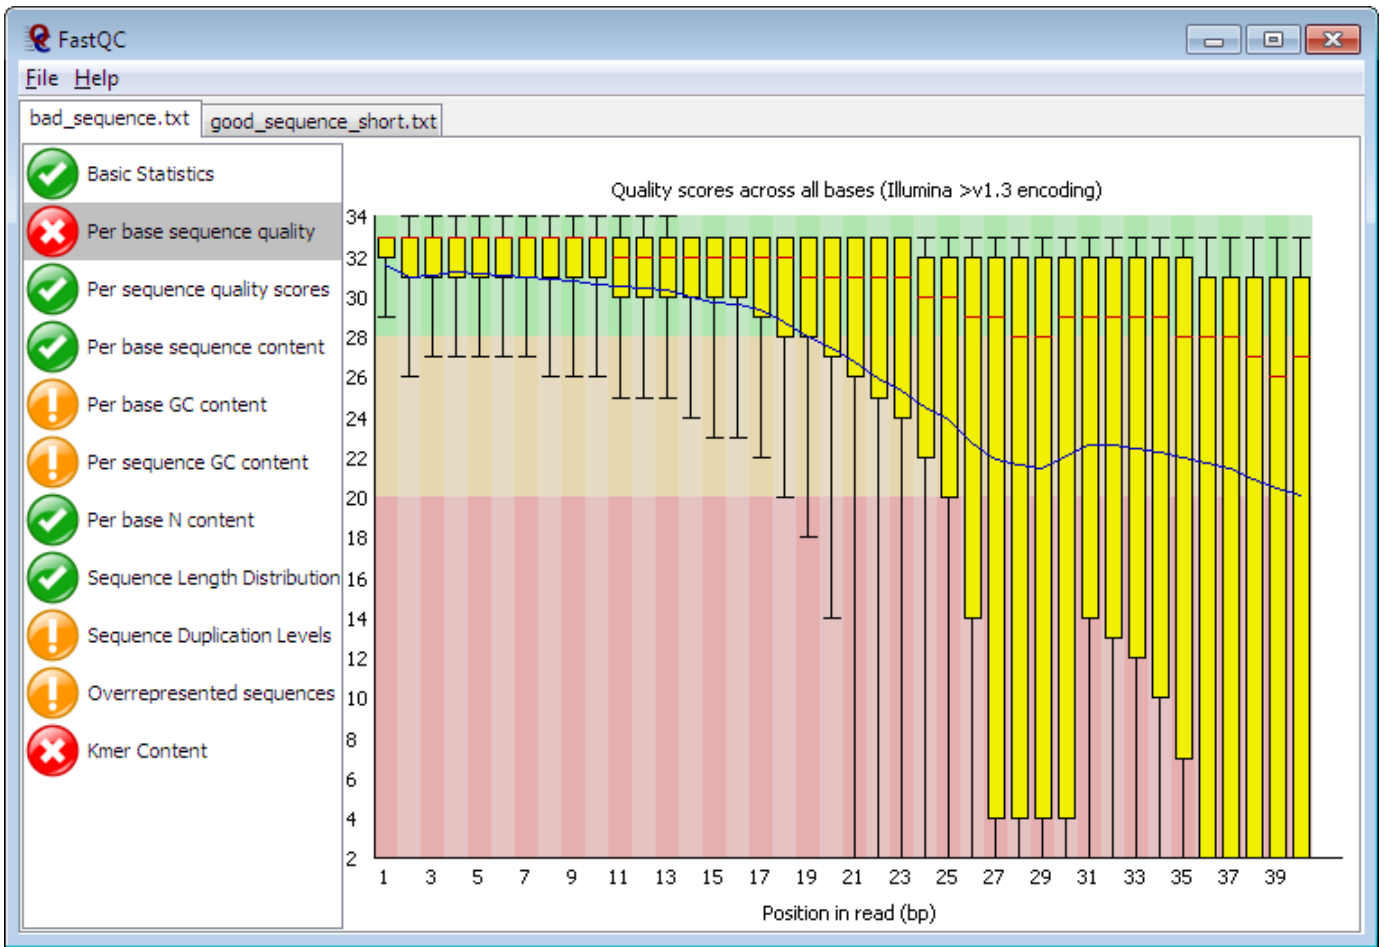 FastQC
File Help
bad_sequence.txt good_sequence_short.txt
Basic Statistics
Per base sequence quality
Per sequence quality scores
Per base sequence content
Per base GC content
Per sequence GC content
Per base N content
Sequence Length Distribution
Sequence Duplication Levels
Overrepresented sequences
Kmer Content
Quality scores across all bases (Illumina >v1.3 encoding)
34
32
30
28
26
24
22
20
18
16
14
12
10
8
6
4
2
1 3 5 7 9 11 13 15 17 19 21 23 25 27 29 31 33 35 37 39
Position in read (bp)